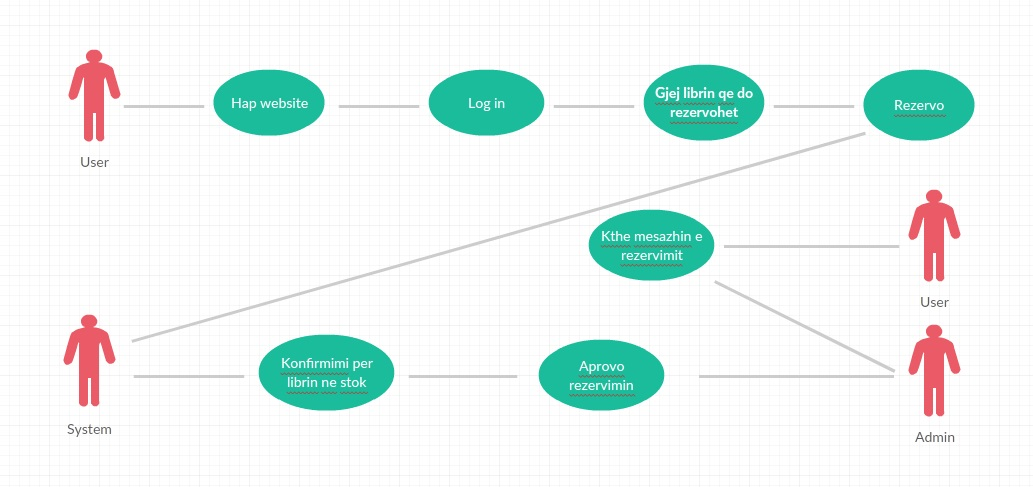 Hap website
Log in
Gjej librin qe do
rezervohet
Rezervo
User
Kthe mesazhin e
rezervimit
User
Konfirmimi per
librin ne stok
Aprovo
rezervimin
System
Admin